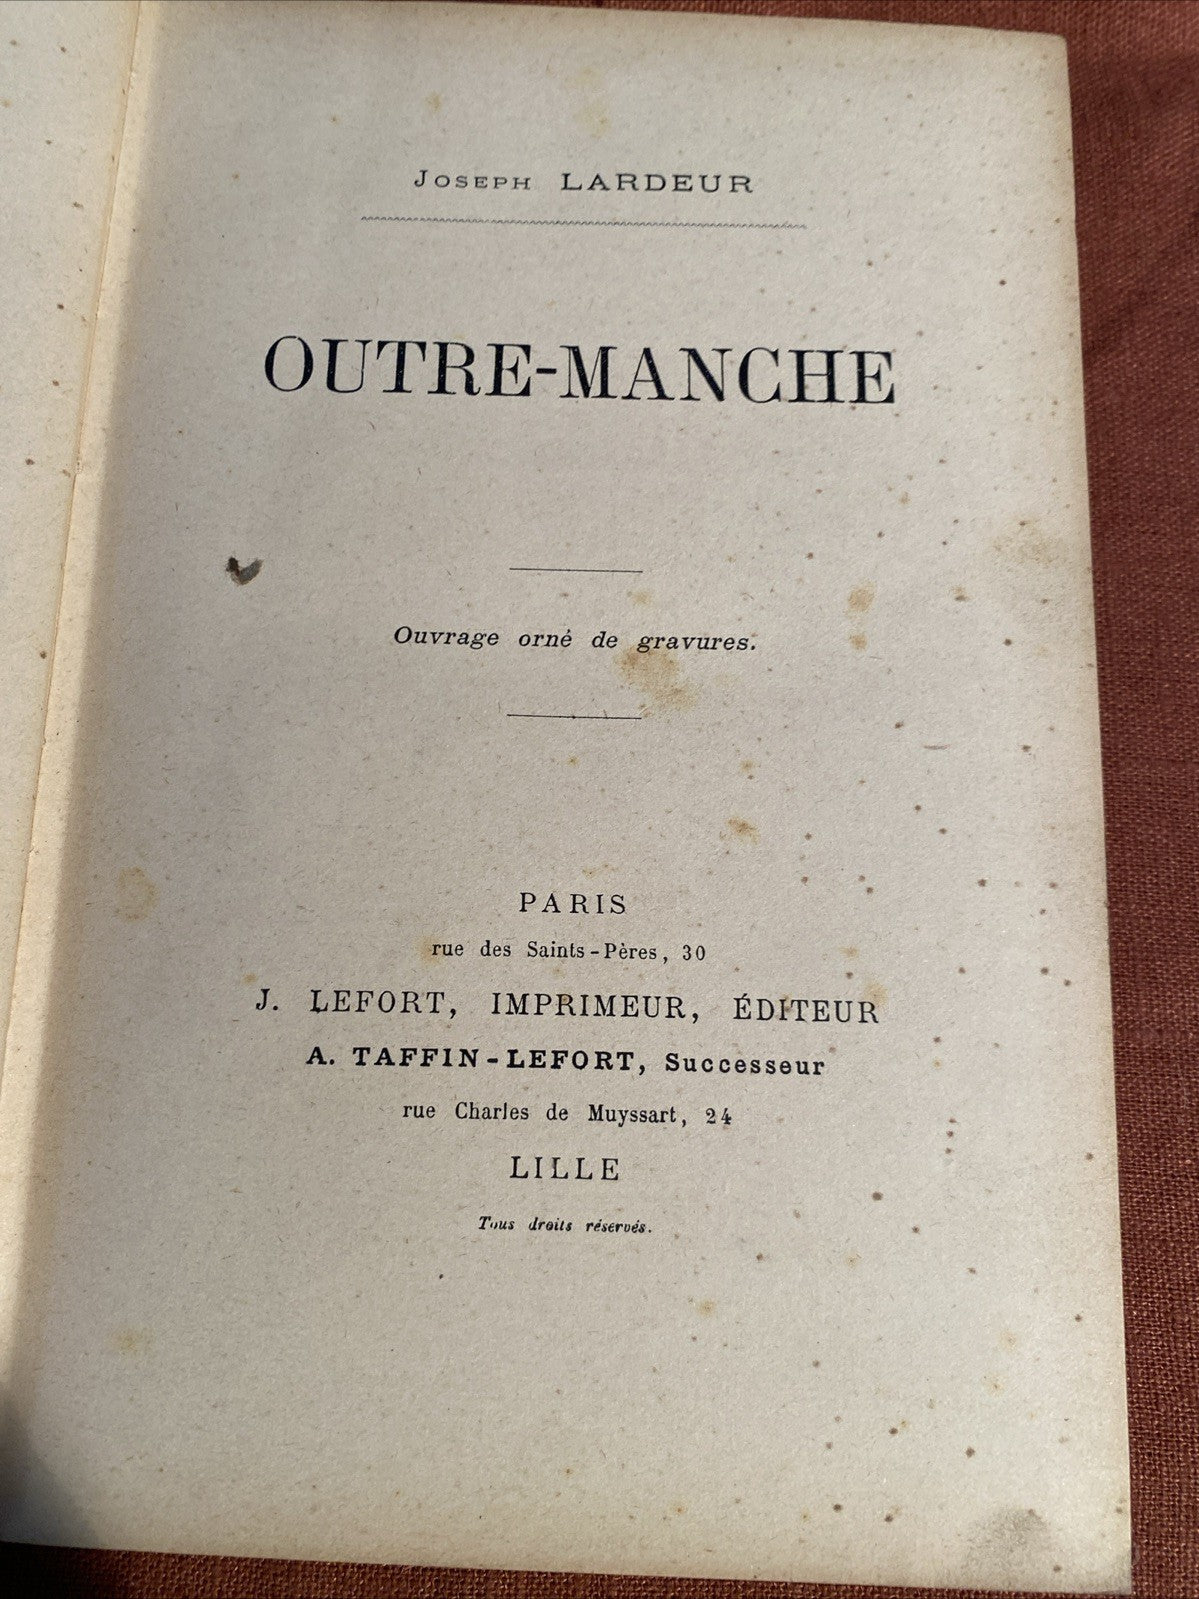 Joseph LARDEUR
OUTRE-MANCHE
Ouvrage orné de gravures.
PARIS
rue des Saints-Pères, 30
J. LEFORT, IMPRIMEUR, ÉDITEUR
A. TAFFIN-LEFORT, Successeur
rue Charles de Muyssart, 24
LILLE
Tous droits réservés.